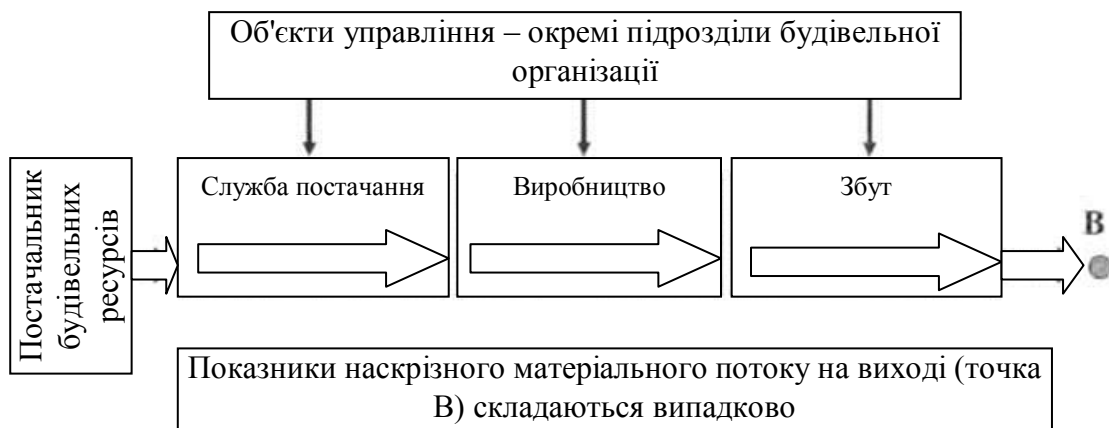 Об'єкти управління – окремі підрозділи будівельної
організації
Постачальник
будівельних
ресурсів
Служба постачання
Виробництво
Збут
В
Показники наскрізного матеріального потоку на виході (точка
В) складаються випадково